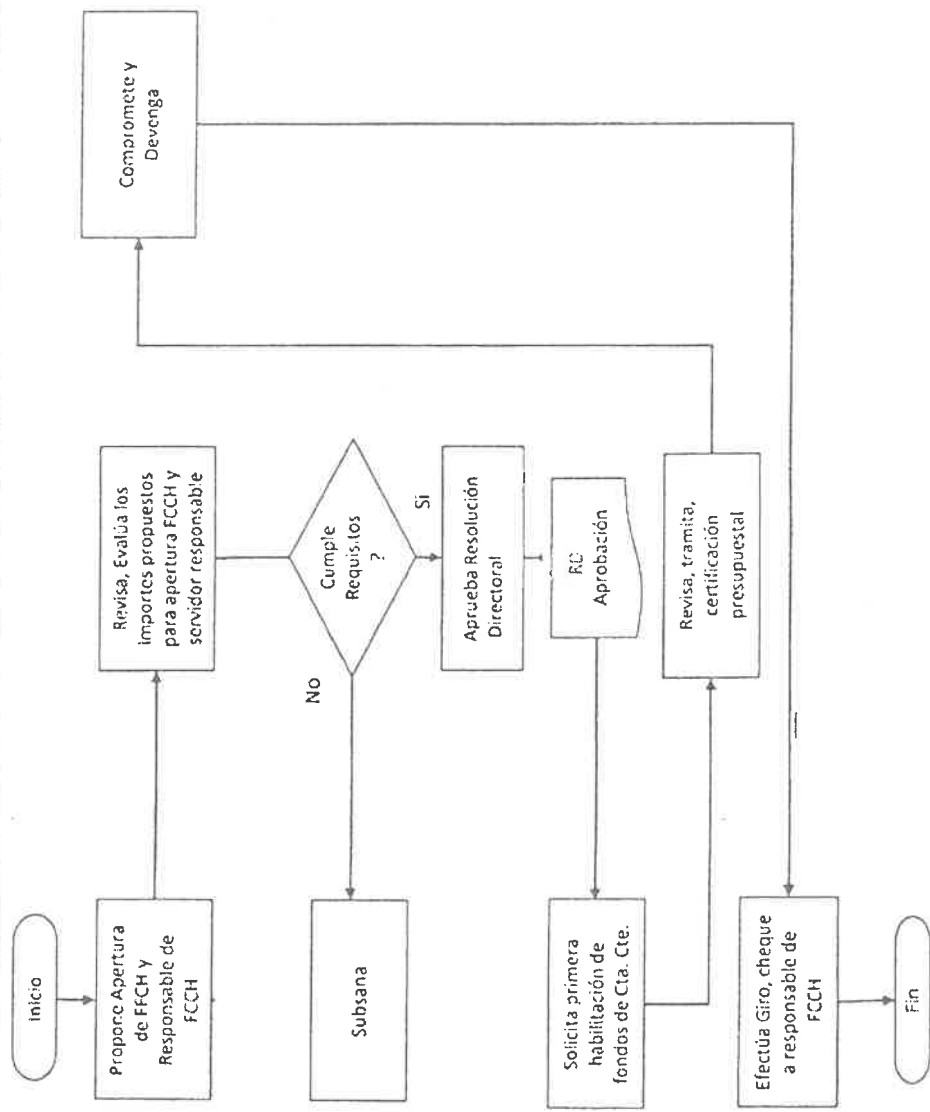 Inicio
Propone Apertura
de FFCH y
Responsable de
FCCH
Revisa, Evalúa los
importes propuestos
para apertura FCCH y
servidor responsable
Cumple
Requisitos
?
No
Si
Subsana
Aprueba Resolución
Directoral
RD
Aprobación
Solicita primera
habilitación de
fondos de Cta. Cte.
Revisa, tramita,
certificación
presupuestal
Compromete y
Devenga
Efectúa Giro, cheque
a responsable de
FCCH
Fin